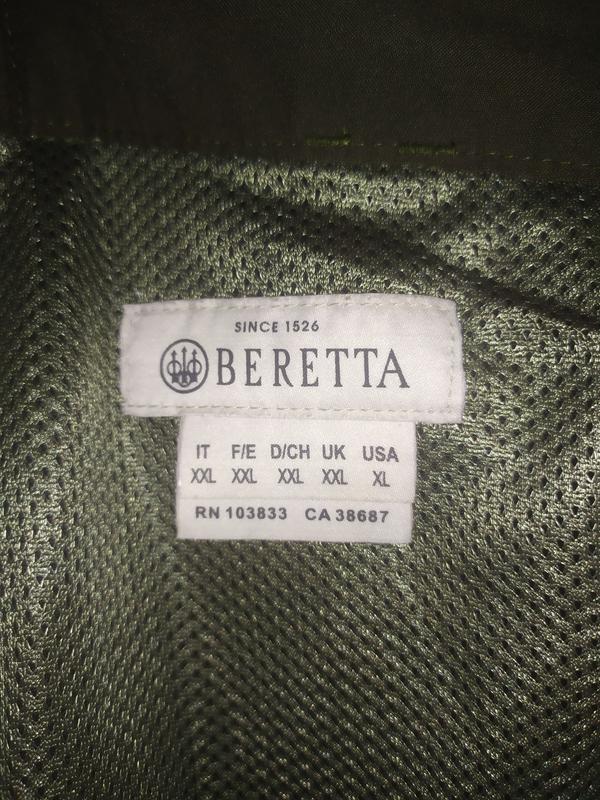 SINCE 1526
BERETTA
IT F/E D/CH UK USA
XXL XXL XXL XXL XL
RN 103833 CA 38687